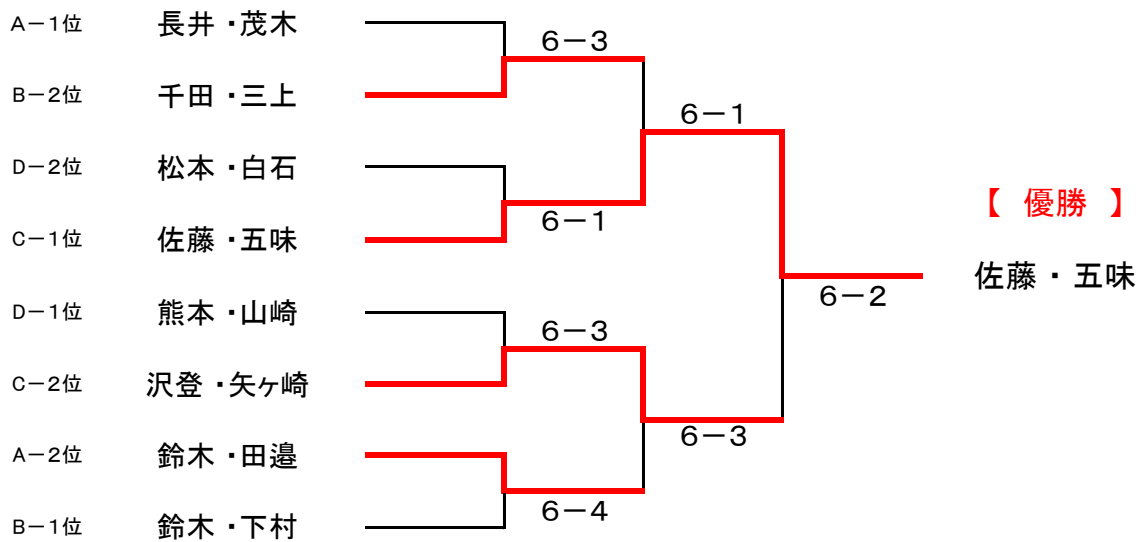 A－1位 長井・茂木
6－3
B－2位 千田・三上
6－1
D－2位 松本・白石
【 優勝 】
6－1
C－1位 佐藤・五味
佐藤・五味
6－2
D－1位 熊本・山崎
6－3
C－2位 沢登・矢ヶ崎
6－3
A－2位 鈴木・田邉
6－4
B－1位 鈴木・下村